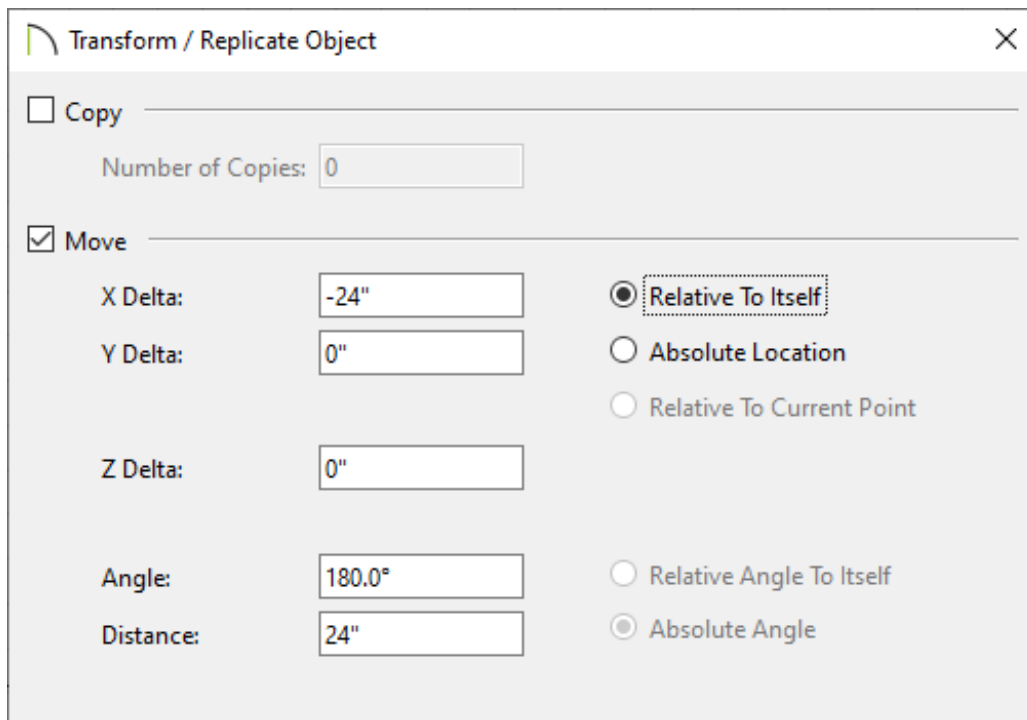 Transform / Replicate Object
Copy
Number of Copies: 0
Move
X Delta: -24" Relative To Itself
Y Delta: 0" Absolute Location
Relative To Current Point
Z Delta: 0"
Angle: 180.0° Relative Angle To Itself
Distance: 24" Absolute Angle